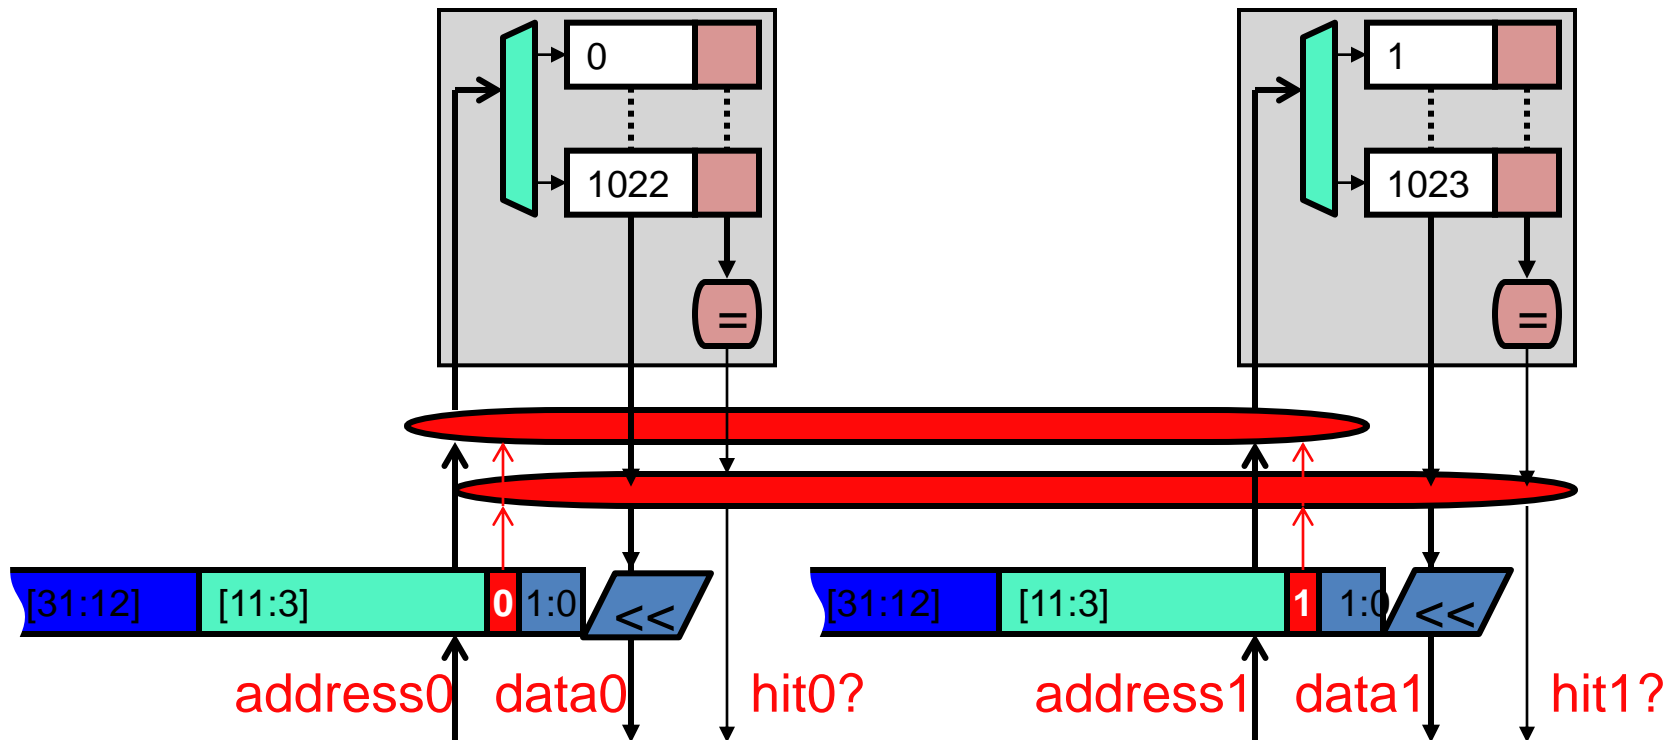 0 1
1022 1023
= =
[31:12] [11:3] 0 1:0 << [31:12] [11:3] 1 1:0 <<
address0 data0 hit0? address1 data1 hit1?